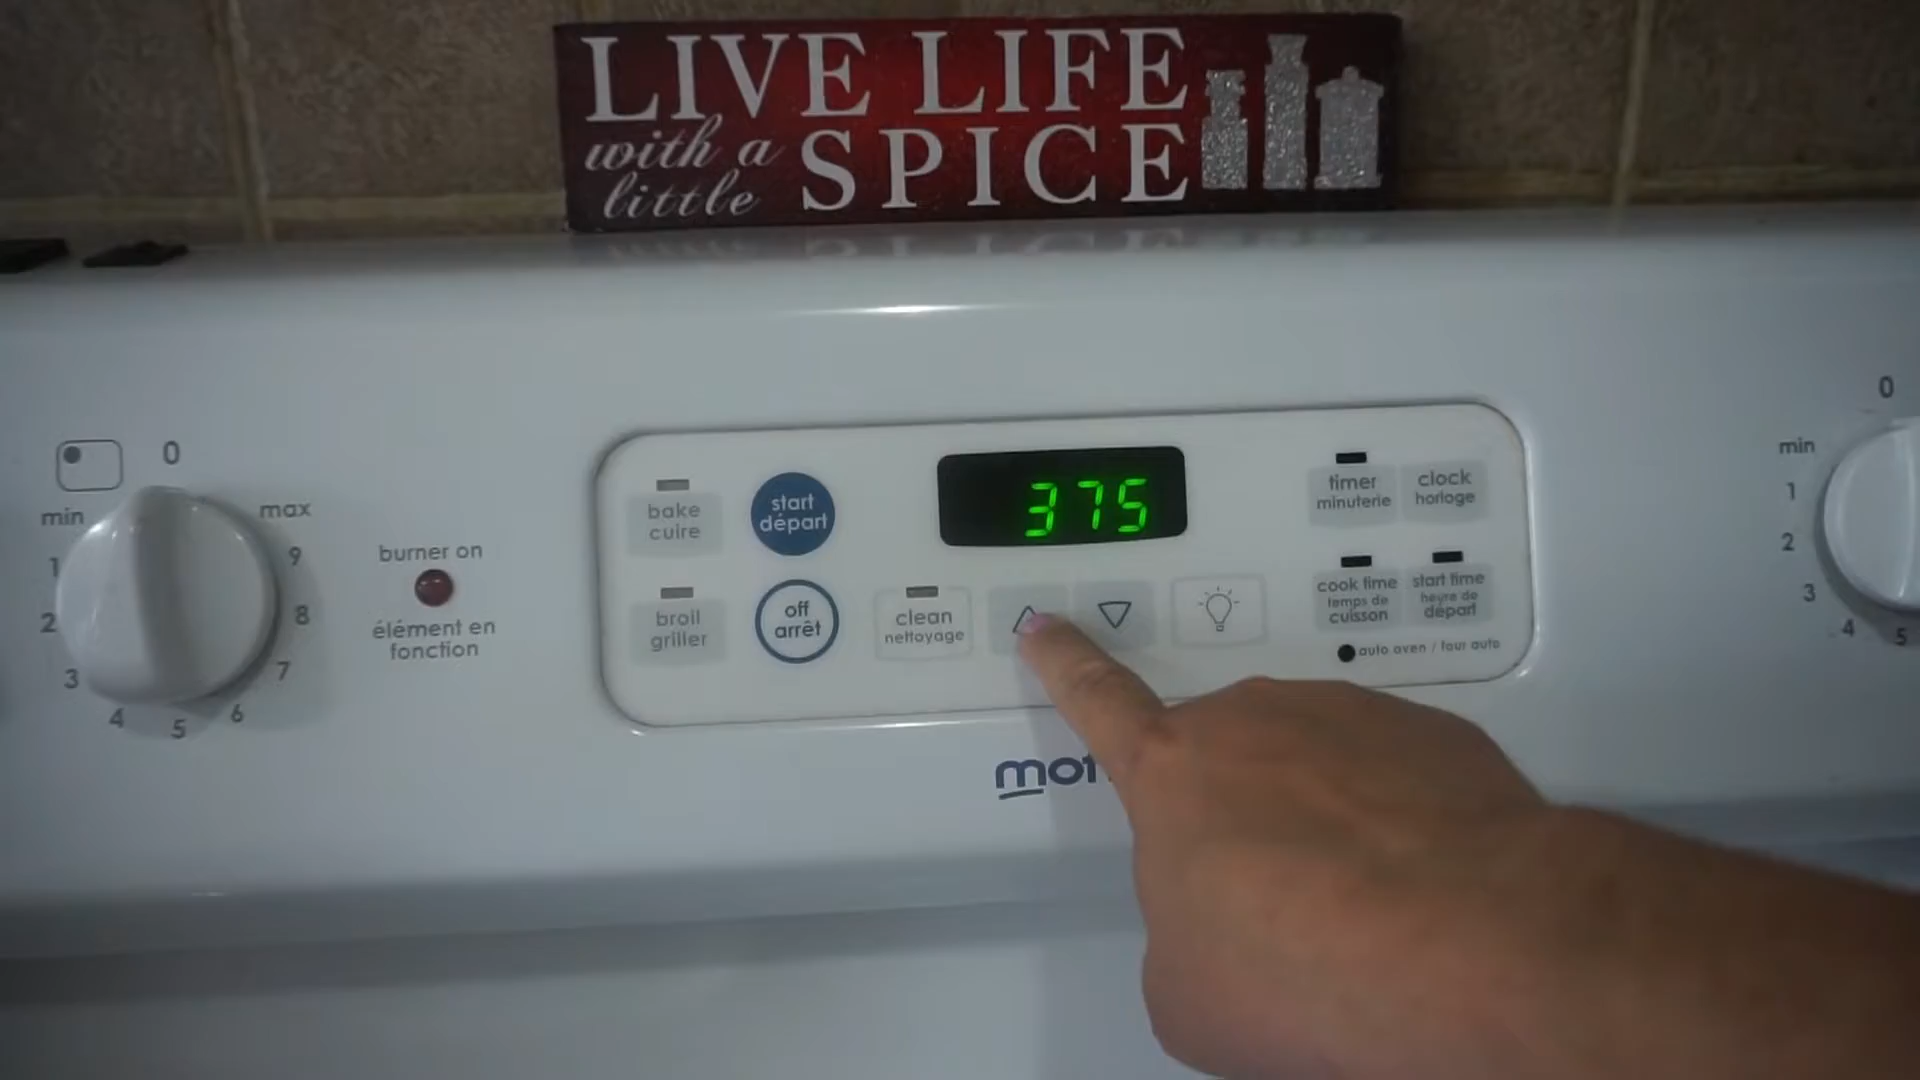 LIVE LIFE
with a little SPICE
0
min
max
1
2
3
4
5
6
7
8
9
burner on
élément en
fonction
bake
cuire
start
départ
broil
griller
off
arrêt
375
clean
nettoyage
timer
minuterie
clock
horloge
cook time
temps de
cuisson
start time
heure de
départ
auto oven / four auto
0
min
1
2
3
4
5